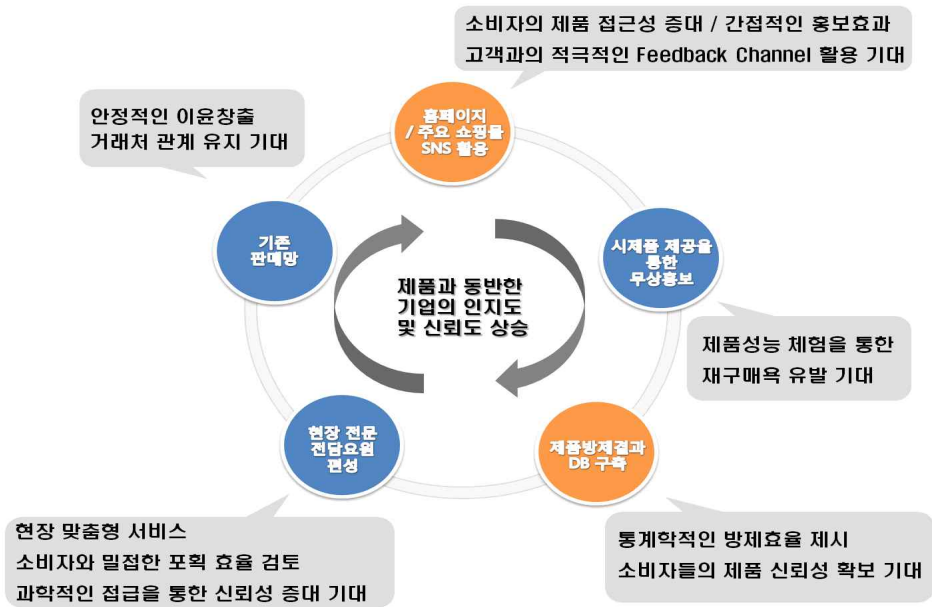 소비자의 제품 접근성 증대 / 간접적인 홍보효과
고객과의 적극적인 Feedback Channel 활용 기대
홈페이지
/ 주요 쇼핑몰
SNS 활용
안정적인 이윤창출
거래처 관계 유지 기대
기존
판매망
시제품 제공을
통한
무상홍보
제품과 동반한
기업의 인지도
및 신뢰도 상승
제품성능 체험을 통한
재구매욕 유발 기대
현장 전문
전담요원
편성
제품방제결과
DB 구축
현장 맞춤형 서비스
소비자와 밀접한 포획 효율 검토
과학적인 접급을 통한 신뢰성 증대 기대
통계학적인 방제효율 제시
소비자들의 제품 신뢰성 확보 기대